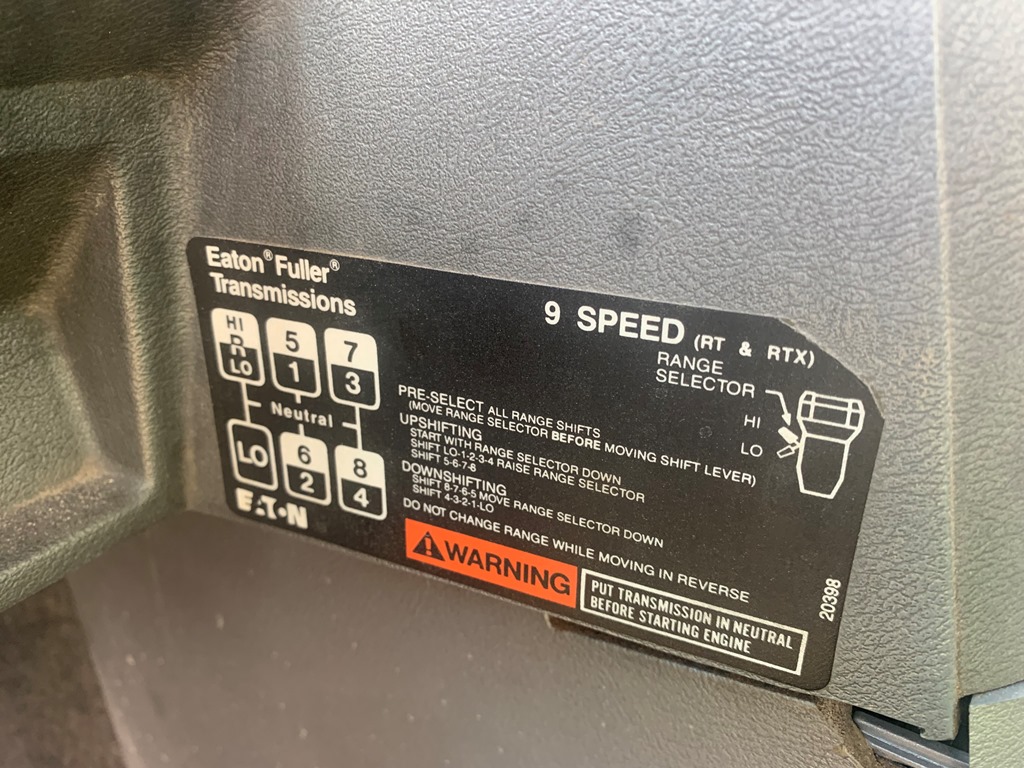 Eaton® Fuller®
Transmissions
9 SPEED (RT & RTX)
HI
R
LO
5
1
7
3
Neutral
LO
6
2
8
4
EATON
RANGE
SELECTOR
HI
LO
PRE-SELECT ALL RANGE SHIFTS
(MOVE RANGE SELECTOR BEFORE MOVING SHIFT LEVER)
UPSHIFTING
START WITH RANGE SELECTOR DOWN
SHIFT LO-1-2-3-4 RAISE RANGE SELECTOR
SHIFT 5-6-7-8
DOWNSHIFTING
SHIFT 8-7-6-5 MOVE RANGE SELECTOR DOWN
SHIFT 4-3-2-1-LO
DO NOT CHANGE RANGE WHILE MOVING IN REVERSE
WARNING
PUT TRANSMISSION IN NEUTRAL
BEFORE STARTING ENGINE
20398